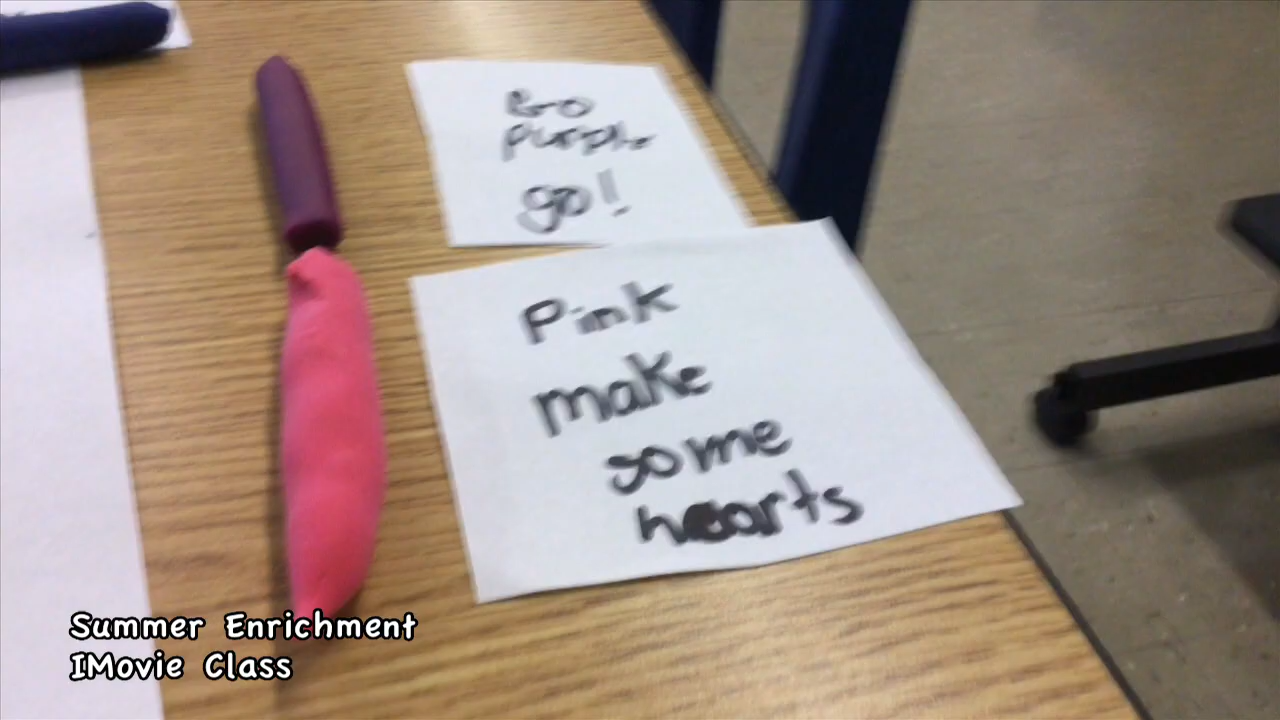 Go
purple
go!
Pink
make
some
hearts
Summer Enrichment
IMovie Class